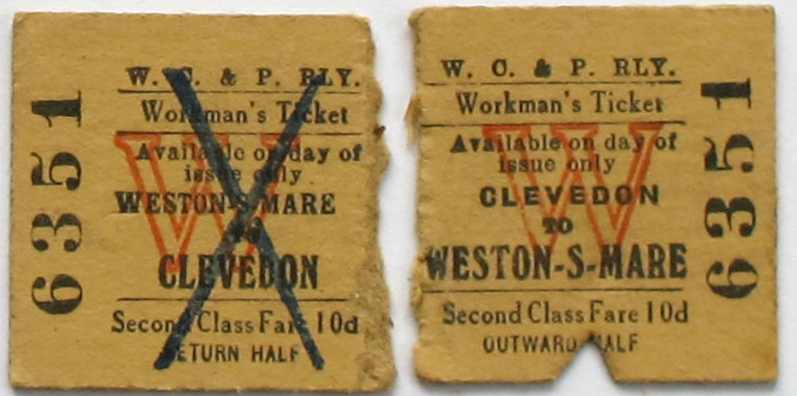 W. C. & P. RLY.
Workman's Ticket
Available on day of
issue only
WESTON-S-MARE
TO
CLEVEDON
Second Class Fare 10d
RETURN HALF
6351
W
W. C. & P. RLY.
Workman's Ticket
Available on day of
issue only
CLEVEDON
TO
WESTON-S-MARE
Second Class Fare 10d
OUTWARD HALF
6351
W